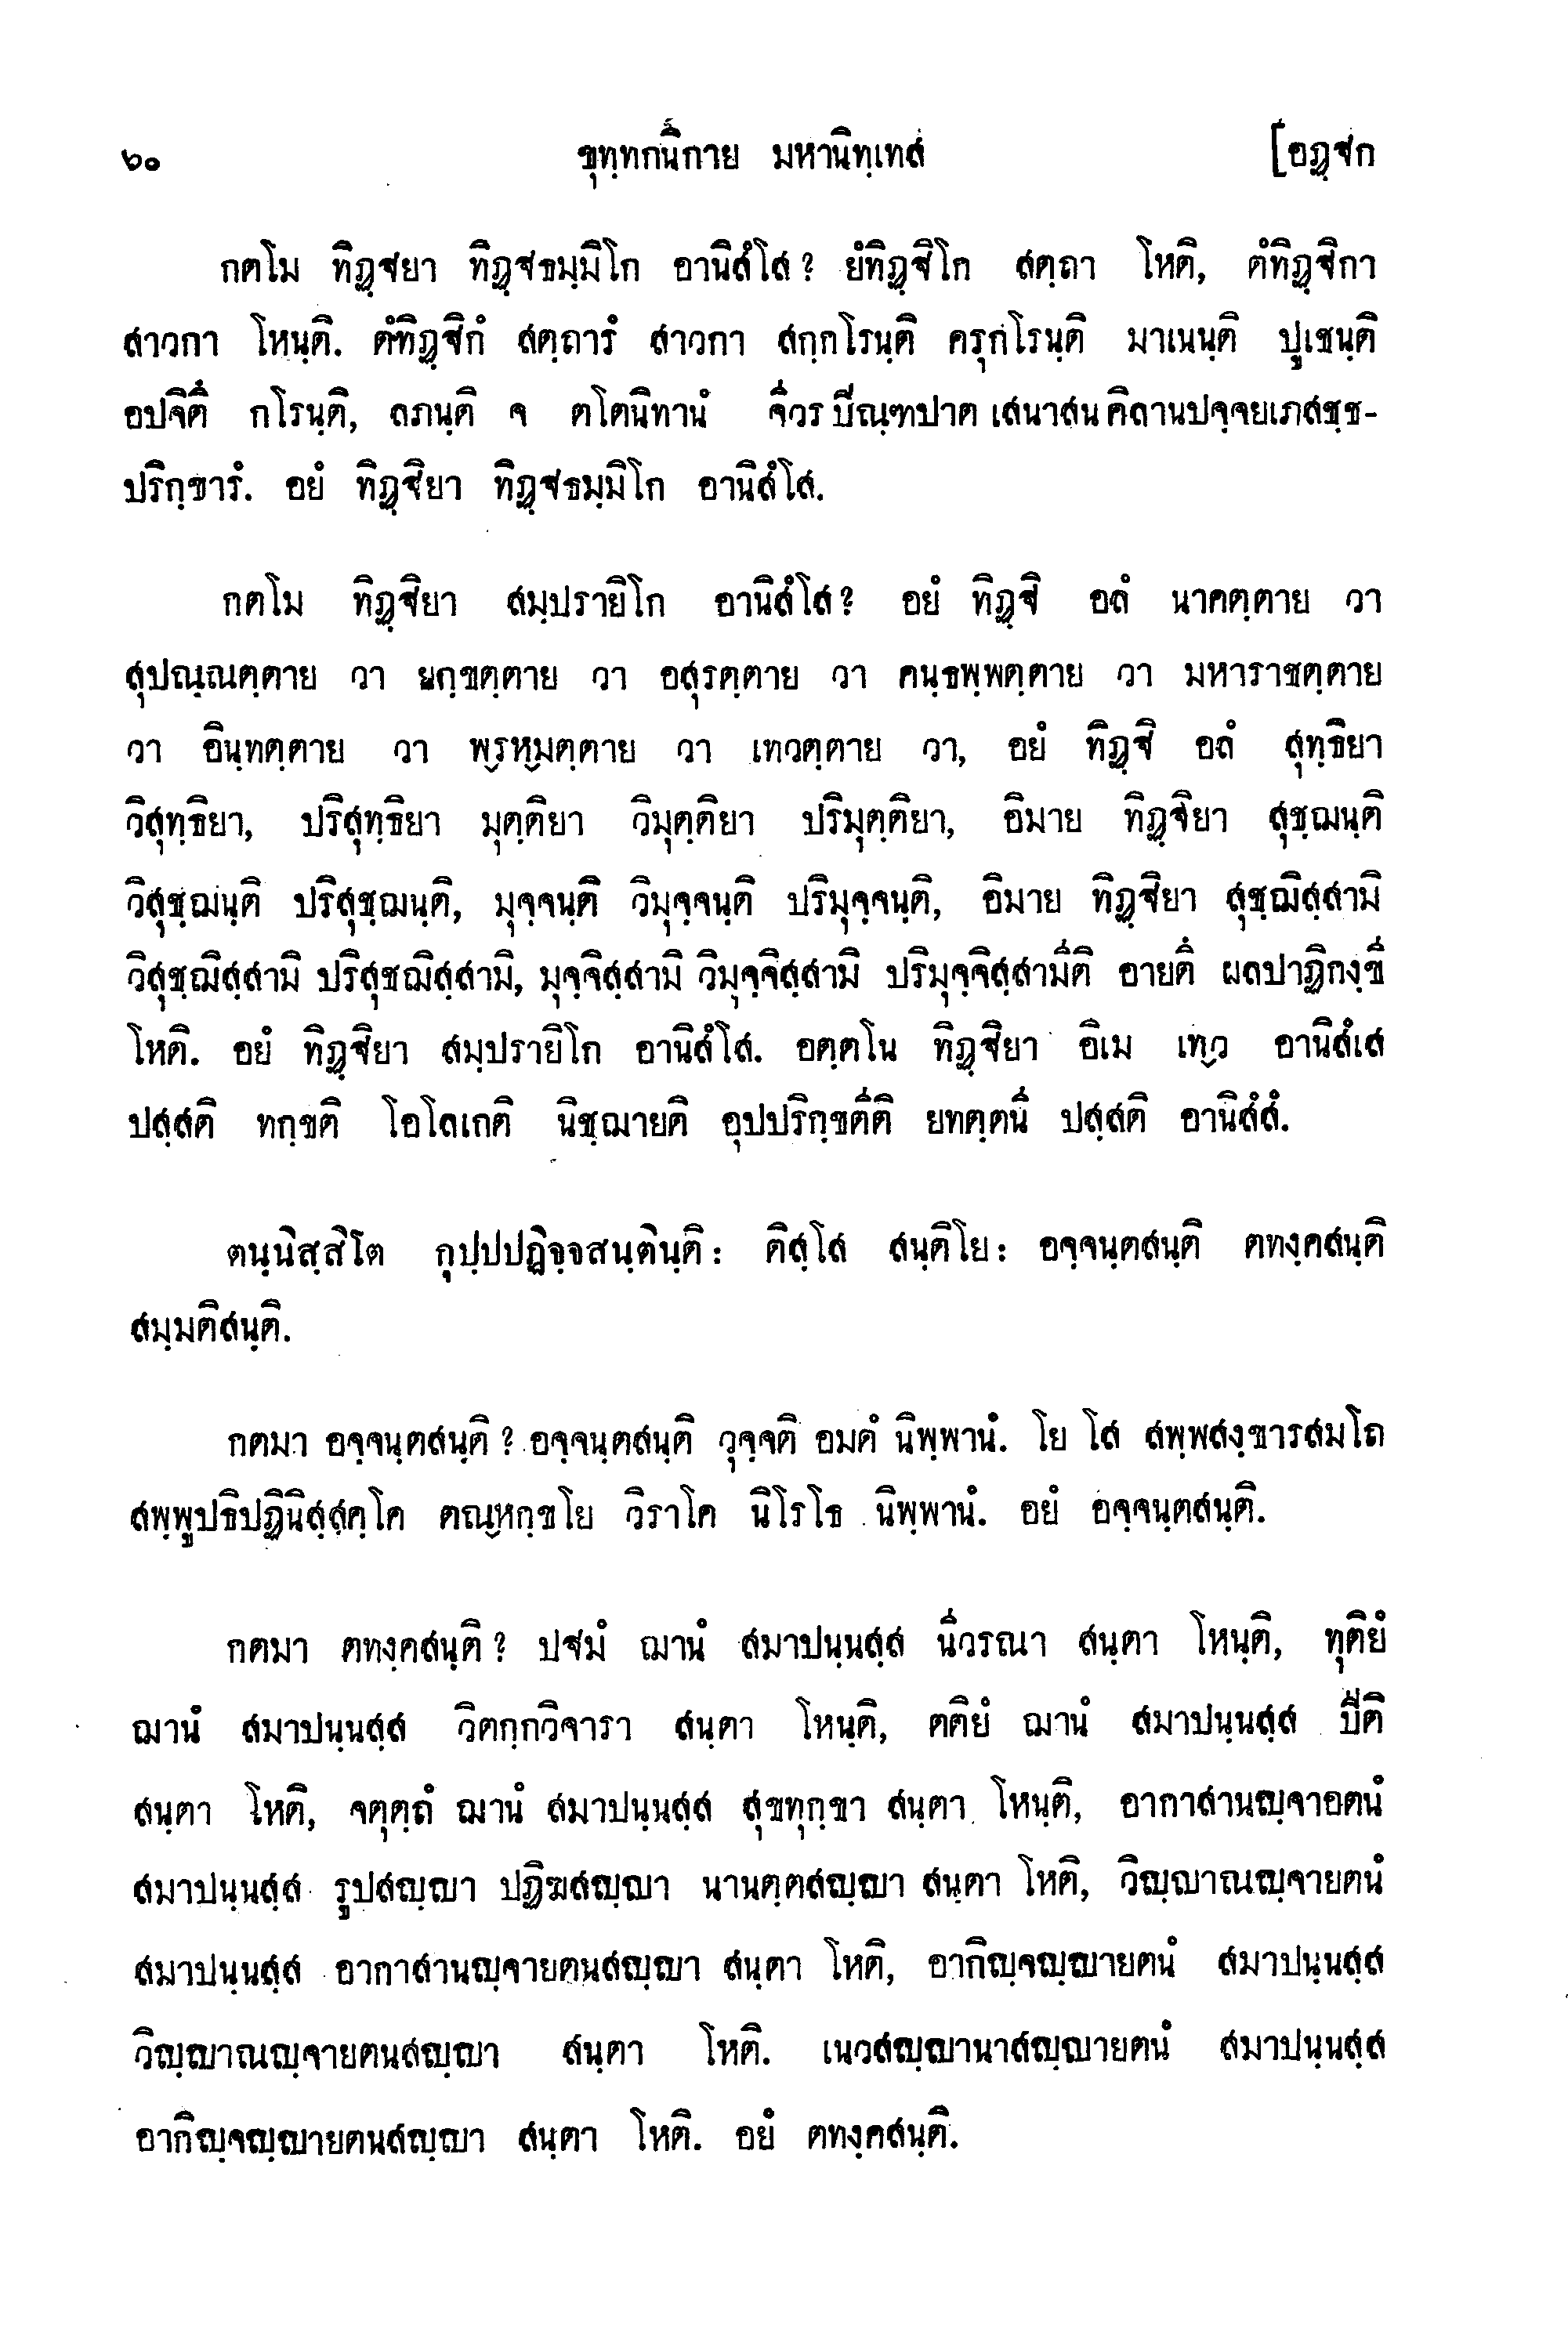 ๖๐ ขุทฺทกนิกาย มหานิทฺเทส [อฏฺฐก
กตโม ทิฏฺฐยา ทิฏฺฐธมฺมิโก อานิสํโส? ยํทิฏฺฐิโก สตฺถา โหติ, ตํทิฏฺฐิกา
สาวกา โหนฺติ. ตํทิฏฺฐิกํ สตฺถารํ สาวกา สกฺกโรนฺติ ครุกโรนฺติ มาเนนฺติ ปูเชนฺติ
อปจิตึ กโรนฺติ, ลภนฺติ จ ตโตนิทานํ จีวร ปิณฺฑปาต เสนาสน คิลานปจฺจยเภสชฺช-
ปริกฺขารํ. อยํ ทิฏฺฐิยา ทิฏฺฐธมฺมิโก อานิสํโส.
กตโม ทิฏฺฐิยา สมฺปรายิโก อานิสํโส? อยํ ทิฏฺฐิ อลํ นาคตฺตาย วา
สุปณฺณตฺตาย วา ยกฺขตฺตาย วา อสุรตฺตาย วา คนฺธพฺพตฺตาย วา มหาราชตฺตาย
วา อินฺทตฺตาย วา พฺรหฺมตฺตาย วา เทวตฺตาย วา, อยํ ทิฏฺฐิ อลํ สุทฺธิยา
วิสุทฺธิยา, ปริสุทฺธิยา มุตฺติยา วิมุตฺติยา ปริมุตฺติยา, อิมาย ทิฏฺฐิยา สุชฺฌนฺติ
วิสุชฺฌนฺติ ปริสุชฺฌนฺติ, มุจฺจนฺติ วิมุจฺจนฺติ ปริมุจฺจนฺติ, อิมาย ทิฏฺฐิยา สุชฺฌิสฺสามิ
วิสุชฺฌิสฺสามิ ปริสุชฌิสฺสามิ, มุจฺจิสฺสามิ วิมุจฺจิสฺสามิ ปริมุจฺจิสฺสามีติ อายตึ ผลปาฏิกงฺขี
โหติ. อยํ ทิฏฺฐิยา สมฺปรายิโก อานิสํโส. อตฺตโน ทิฏฺฐิยา อิเม เทฺว อานิสํเส
ปสฺสติ ทกฺขติ โอโลเกติ นิชฺฌายติ อุปปริกฺขตีติ ยทตฺตนี ปสฺสติ อานิสํสํ.
ตนฺนิสฺสิโต กุปฺปปฏิจฺจสนฺตินฺติ: ติสฺโส สนฺติโย: อจฺจนฺตสนฺติ ตทงฺคสนฺติ
สมฺมติสนฺติ.
กตมา อจฺจนฺตสนฺติ? อจฺจนฺตสนฺติ วุจฺจติ อมตํ นิพฺพานํ. โย โส สพฺพสงฺขารสมโถ
สพฺพูปธิปฏินิสฺสคฺโค ตณฺหกฺขโย วิราโค นิโรโธ นิพฺพานํ. อยํ อจฺจนฺตสนฺติ.
กตมา ตทงฺคสนฺติ? ปฐมํ ฌานํ สมาปนฺนสฺส นีวรณา สนฺตา โหนฺติ, ทุติยํ
ฌานํ สมาปนฺนสฺส วิตกฺกวิจารา สนฺตา โหนฺติ, ตติยํ ฌานํ สมาปนฺนสฺส ปีติ
สนฺตา โหติ, จตุตฺถํ ฌานํ สมาปนฺนสฺส สุขทุกฺขา สนฺตา โหนฺติ, อากาสานญฺจาอตนํ
สมาปนฺนสฺส รูปสญฺญา ปฏิฆสญฺญา นานตฺตสญฺญา สนฺตา โหติ, วิญฺญาณญฺจายตนํ
สมาปนฺนสฺส อากาสานญฺจายตนสญฺญา สนฺตา โหติ, อากิญฺจญฺญายตนํ สมาปนฺนสฺส
วิญฺญาณญฺจายตนสญฺญา สนฺตา โหติ. เนวสญฺญานาสญฺญายตนํ สมาปนฺนสฺส
อากิญฺจญฺญายตนสญฺญา สนฺตา โหติ. อยํ ตทงฺคสนฺติ.